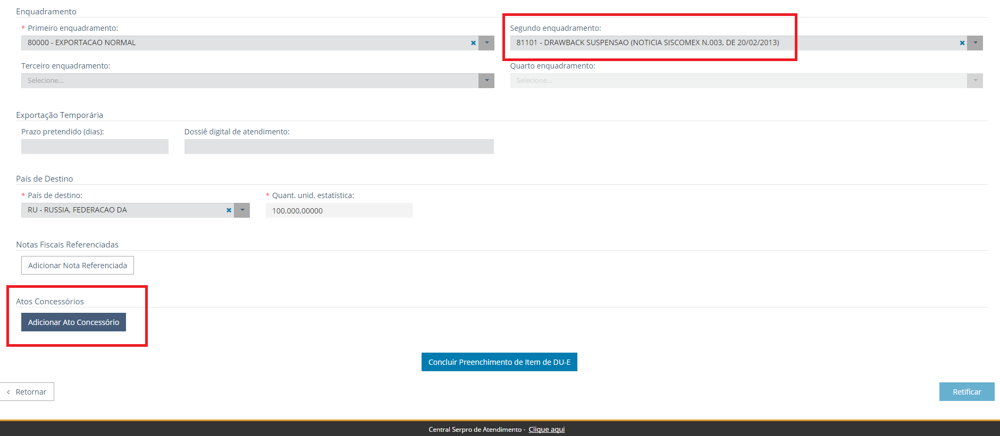 Enquadramento
* Primeiro enquadramento:
80000 - EXPORTACAO NORMAL
Segundo enquadramento:
81101 - DRAWBACK SUSPENSAO (NOTICIA SISCOMEX N.003, DE 20/02/2013)
Terceiro enquadramento:
Selecione...
Quarto enquadramento:
Selecione...
Exportação Temporária
Prazo pretendido (dias):
Dossiê digital de atendimento:
País de Destino
* País de destino:
RU - RUSSIA, FEDERACAO DA
* Quant. unid. estatística:
100.000,00000
Notas Fiscais Referenciadas
Adicionar Nota Referenciada
Atos Concessórios
Adicionar Ato Concessório
Concluir Preenchimento de Item de DU-E
< Retornar
Retificar
Central Serpro de Atendimento - Clique aqui